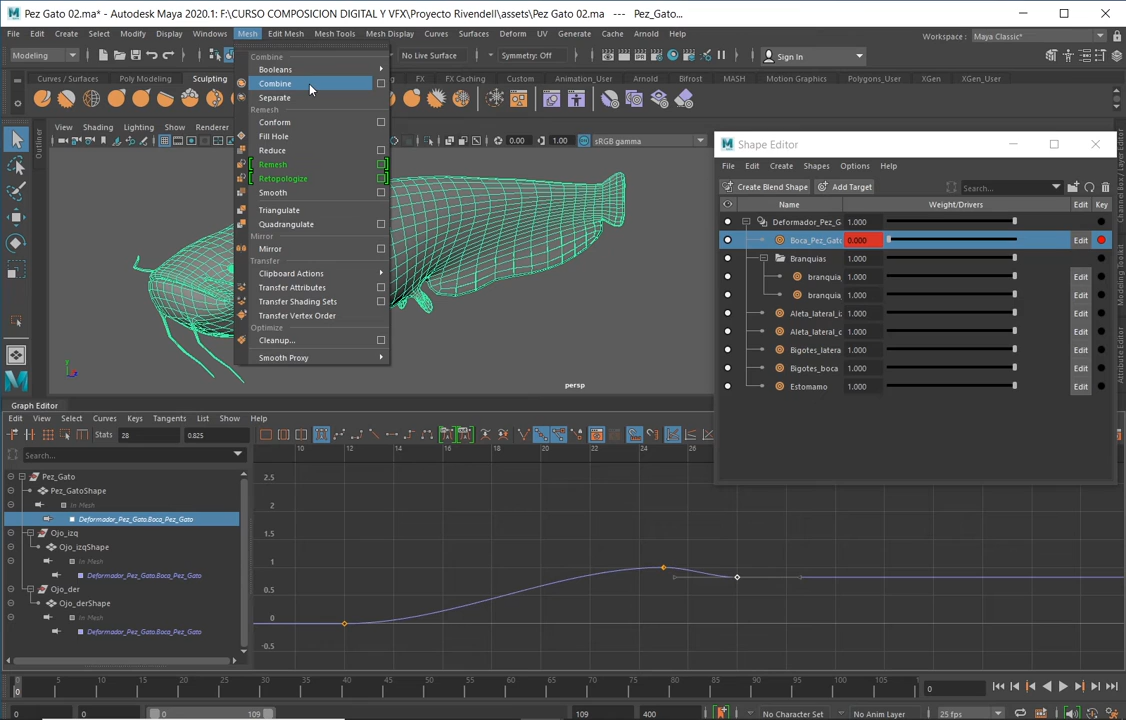 Pez Gato 02.ma* - Autodesk Maya 2020.1: F:\CURSO COMPOSICION DIGITAL Y VFX\Proyecto Rivendell\assets\Pez Gato 02.ma --- Pez_Gato...
File Edit Create Select Modify Display Windows Mesh Edit Mesh Mesh Tools Mesh Display Curves Surfaces Deform UV Generate Cache Arnold Help Workspace : Maya Classic*
Modeling No Live Surface Symmetry: Off Sign In
Curves / Surfaces Poly Modeling Sculpting FX FX Caching Custom Animation_User Arnold Bifrost MASH Motion Graphics Polygons_User XGen XGen_User
View Shading Lighting Show Renderer
0.00 1.00 sRGB gamma
Outliner
Combine
Booleans
Combine
Separate
Remesh
Conform
Fill Hole
Reduce
Remesh
Retopologize
Smooth
Triangulate
Quadrangulate
Mirror
Mirror
Transfer
Clipboard Actions
Transfer Attributes
Transfer Shading Sets
Transfer Vertex Order
Optimize
Cleanup...
Smooth Proxy
persp
y
Shape Editor
File Edit Create Shapes Options Help
Create Blend Shape Add Target Search...
Name Weight/Drivers Edit Key
Deformador_Pez_G 1.000
Boca_Pez_Gato 0.000 Edit
Branquias 1.000
branquia 1.000 Edit
branquia 1.000 Edit
Aleta_lateral_i 1.000 Edit
Aleta_lateral_c 1.000 Edit
Bigotes_latera 1.000 Edit
Bigotes_boca 1.000 Edit
Estomamo 1.000 Edit
Channel Box / Layer Editor
Modeling Toolkit
Attribute Editor
Graph Editor
Edit View Select Curves Keys Tangents List Show Help
Stats 28 0.825
Search...
Pez_Gato
Pez_GatoShape
In Mesh
Deformador_Pez_Gato.Boca_Pez_Gato
Ojo_izq
Ojo_izqShape
In Mesh
Deformador_Pez_Gato.Boca_Pez_Gato
Ojo_der
Ojo_derShape
In Mesh
Deformador_Pez_Gato.Boca_Pez_Gato
10 12 14 16 18 20 22 24 26
2.5
2
1.5
1
0.5
0
-0.5
0 5 10 15 20 25 30 35 40 45 50 55 60 65 70 75 80 85 90 95 100 105
0 0
0 0 0 109 109 400 No Character Set No Anim Layer 25 fps